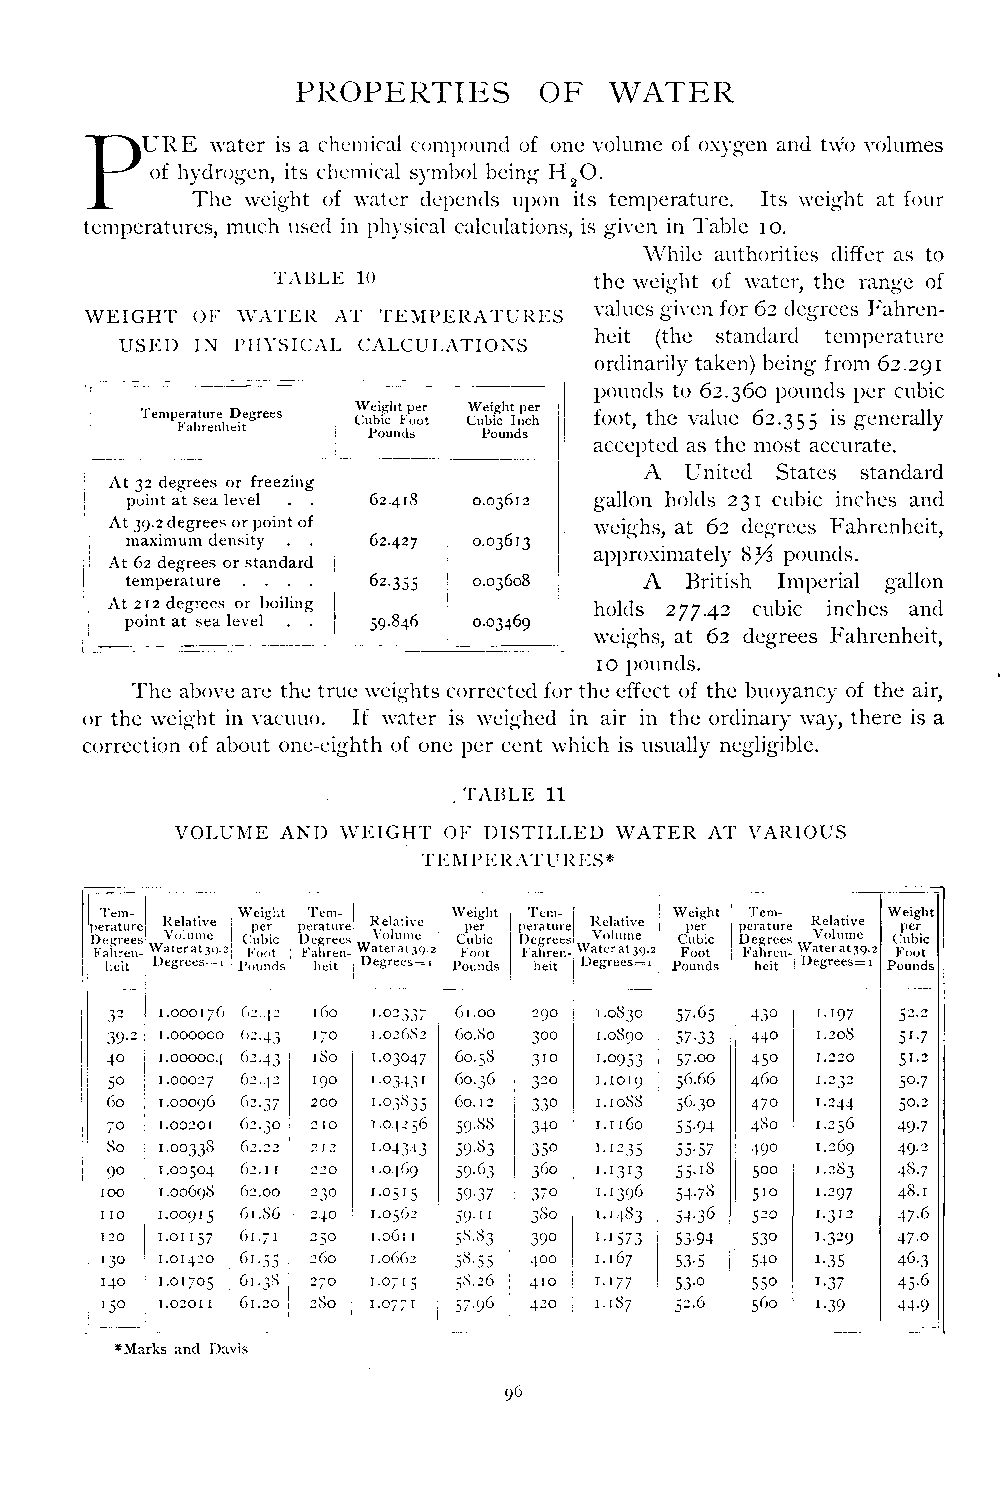 PROPERTIES OF WATER
PURE water is a chemical compound of one volume of oxygen and two volumes
of hydrogen, its chemical symbol being H₂O.
The weight of water depends upon its temperature. Its weight at four
temperatures, much used in physical calculations, is given in Table 10.
TABLE 10
WEIGHT OF WATER AT TEMPERATURES
USED IN PHYSICAL CALCULATIONS
Temperature Degrees Fahrenheit | Weight per Cubic Foot Pounds | Weight per Cubic Inch Pounds
At 32 degrees or freezing
point at sea level . . 62.418 0.03612
At 39.2 degrees or point of
maximum density . . 62.427 0.03613
At 62 degrees or standard
temperature . . . . 62.355 0.03608
At 212 degrees or boiling
point at sea level . . 59.846 0.03469
While authorities differ as to
the weight of water, the range of
values given for 62 degrees Fahren-
heit (the standard temperature
ordinarily taken) being from 62.291
pounds to 62.360 pounds per cubic
foot, the value 62.355 is generally
accepted as the most accurate.
A United States standard
gallon holds 231 cubic inches and
weighs, at 62 degrees Fahrenheit,
approximately 8⅓ pounds.
A British Imperial gallon
holds 277.42 cubic inches and
weighs, at 62 degrees Fahrenheit,
10 pounds.
The above are the true weights corrected for the effect of the buoyancy of the air,
or the weight in vacuo. If water is weighed in air in the ordinary way, there is a
correction of about one-eighth of one per cent which is usually negligible.
TABLE 11
VOLUME AND WEIGHT OF DISTILLED WATER AT VARIOUS
TEMPERATURES*
Tem- Relative Weight Tem- Relative Weight Tem- Relative Weight Tem- Relative Weight
perature Volume per perature Volume per perature Volume per perature Volume per
Degrees Water at 39.2 Cubic Degrees Water at 39.2 Cubic Degrees Water at 39.2 Cubic Degrees Water at 39.2 Cubic
Fahren- Degrees=1 Foot Fahren- Degrees=1 Foot Fahren- Degrees=1 Foot Fahren- Degrees=1 Foot
heit Pounds heit Pounds heit Pounds heit Pounds
32 1.000176 62.42 160 1.02337 61.00 290 1.0830 57.65 430 1.197 52.2
39.2 1.000000 62.43 170 1.02682 60.80 300 1.0890 57.33 440 1.208 51.7
40 1.000004 62.43 180 1.03047 60.58 310 1.0953 57.00 450 1.220 51.2
50 1.00027 62.42 190 1.03431 60.36 320 1.1019 56.66 460 1.232 50.7
60 1.00096 62.37 200 1.03835 60.12 330 1.1088 56.30 470 1.244 50.2
70 1.00201 62.30 210 1.04256 59.88 340 1.1160 55.94 480 1.256 49.7
80 1.00338 62.22 212 1.04343 59.83 350 1.1235 55.57 490 1.269 49.2
90 1.00504 62.11 220 1.0469 59.63 360 1.1313 55.18 500 1.283 48.7
100 1.00698 62.00 230 1.0515 59.37 370 1.1396 54.78 510 1.297 48.1
110 1.00915 61.86 240 1.0562 59.11 380 1.1483 54.36 520 1.312 47.6
120 1.01157 61.71 250 1.0611 58.83 390 1.1573 53.94 530 1.329 47.0
130 1.01420 61.55 260 1.0662 58.55 400 1.167 53.5 540 1.35 46.3
140 1.01705 61.38 270 1.0715 58.26 410 1.177 53.0 550 1.37 45.6
150 1.02011 61.20 280 1.0771 57.96 420 1.187 52.6 560 1.39 44.9
*Marks and Davis
96